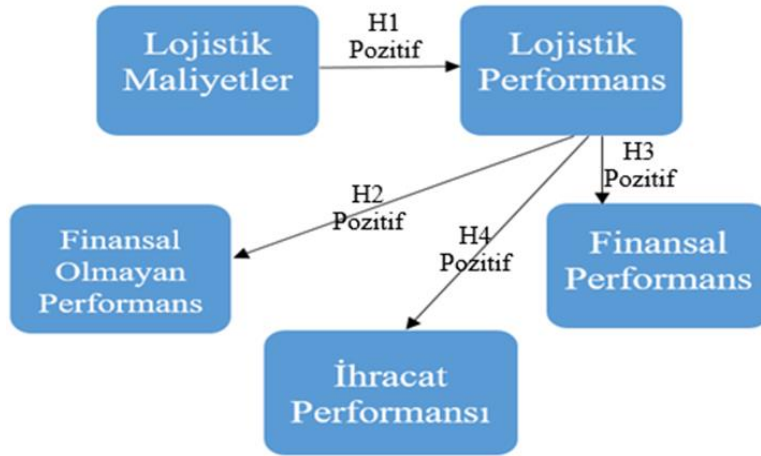 Lojistik
Maliyetler
H1
Pozitif
Lojistik
Performans
H2
Pozitif
H4
Pozitif
H3
Pozitif
Finansal
Olmayan
Performans
Finansal
Performans
İhracat
Performansı